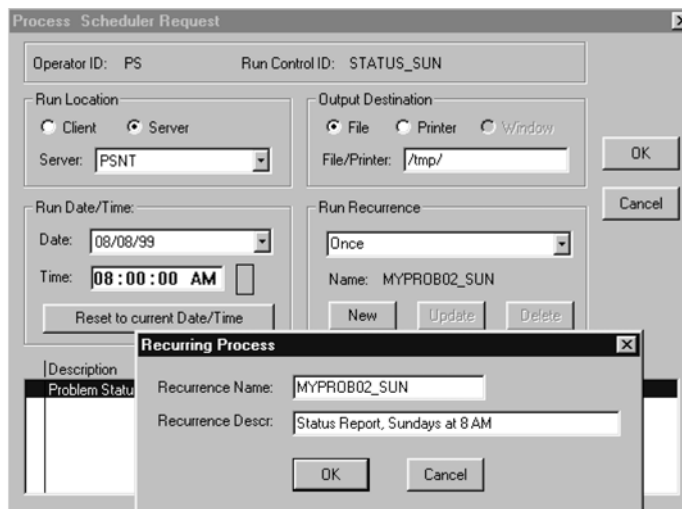 Process Scheduler Request
Operator ID: PS Run Control ID: STATUS_SUN
Run Location
Client Server
Server: PSNT
Output Destination
File Printer Window
File/Printer: /tmp/
OK
Cancel
Run Date/Time:
Date: 08/08/99
Time: 08:00:00 AM
Reset to current Date/Time
Run Recurrence
Once
Name: MYPROB02_SUN
New Update Delete
Description
Problem Statu
Recurring Process
Recurrence Name: MYPROB02_SUN
Recurrence Descr: Status Report, Sundays at 8 AM
OK Cancel